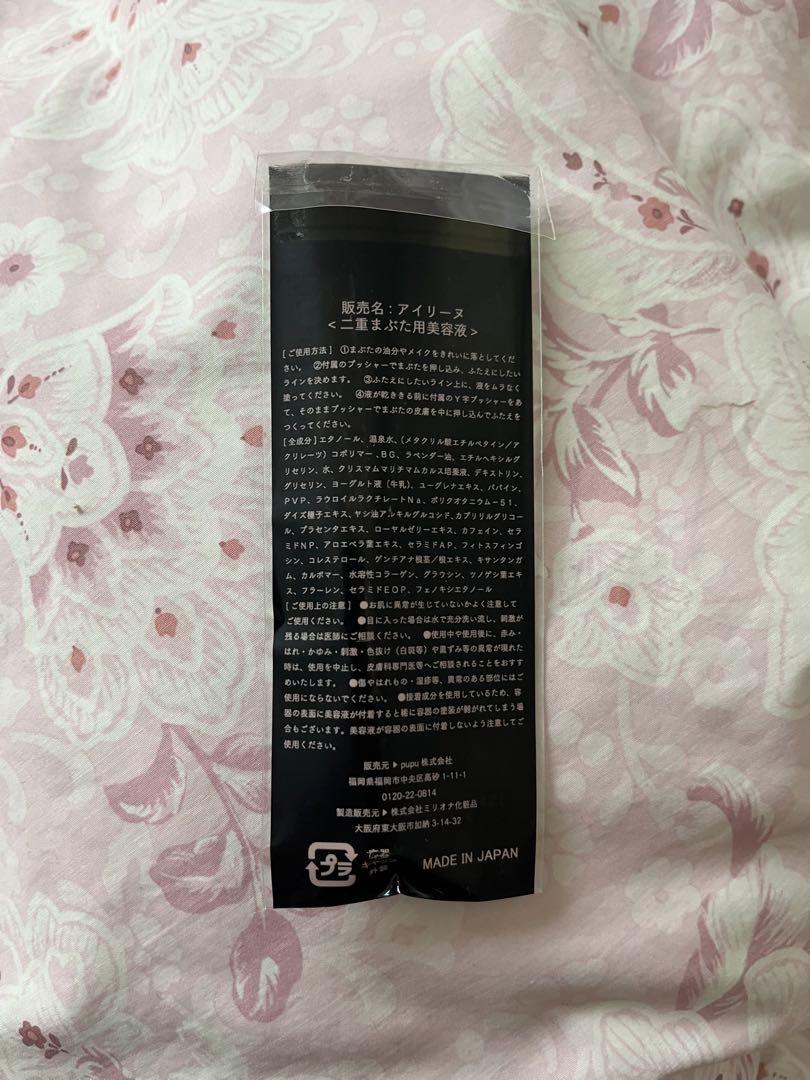 販売名：アイリーヌ
<二重まぶた用美容液>
[ご使用方法] ①まぶたの油分やメイクをきれいに落としてくだ
さい。 ②付属のプッシャーでまぶたを押し込み、ふたえにしたい
ラインを決めます。 ③ふたえにしたいライン上に、液をムラなく
塗ってください。 ④液が乾ききる前に付属のY字プッシャーをあ
て、そのままプッシャーでまぶたの皮膚を中に押し込んでふたえを
つくってください。
[全成分]エタノール、温泉水、(メタクリル酸エチルベタイン／ア
クリレーツ）コポリマー、BG、ラベンダー油、エチルヘキシルグ
リセリン、水、クリスマムマリチマムカルス培養液、デキストリン、
グリセリン、ヨーグルト液（牛乳）、ユーグレナエキス、パパイン、
PVP、ラウロイルラクチレートNa、ポリクオタニウム－51、
ダイズ種子エキス、ヤシ油アルキルグルコシド、カプリリルグリコー
ル、プラセンタエキス、ローヤルゼリーエキス、カフェイン、セラ
ミドNP、アロエベラ葉エキス、セラミドAP、フィトスフィンゴ
シン、コレステロール、ゲンチアナ根茎／根エキス、キサンタンガ
ム、カルボマー、水溶性コラーゲン、グラウシン、ツノゲシ葉エキ
ス、フラーレン、セラミドEOP、フェノキシエタノール
[ご使用上の注意] ●お肌に異常が生じていないかよく注意して
ご使用ください。 ●目に入った場合は水で充分洗い流し、刺激が
残る場合は医師にご相談ください。 ●使用中や使用後に、赤み・
はれ・かゆみ・刺激・色抜け（白斑等）や黒ずみ等の異常が現れた
時は、使用を中止し、皮膚科専門医等へご相談されることをおすす
めいたします。 ●傷やはれもの・湿疹等、異常のある部位にはご
使用にならないでください。 ●接着成分を使用しているため、容
器の表面に美容液が付着すると稀に容器の塗装が剥がれてしまう場
合もございます。美容液が容器の表面に付着しないよう注意してご
使用ください。
販売元▶pupu 株式会社
福岡県福岡市中央区高砂 1-11-1
0120-22-0814
製造販売元▶株式会社ミリオナ化粧品
大阪府東大阪市加納 3-14-32
プラ
容器
MADE IN JAPAN